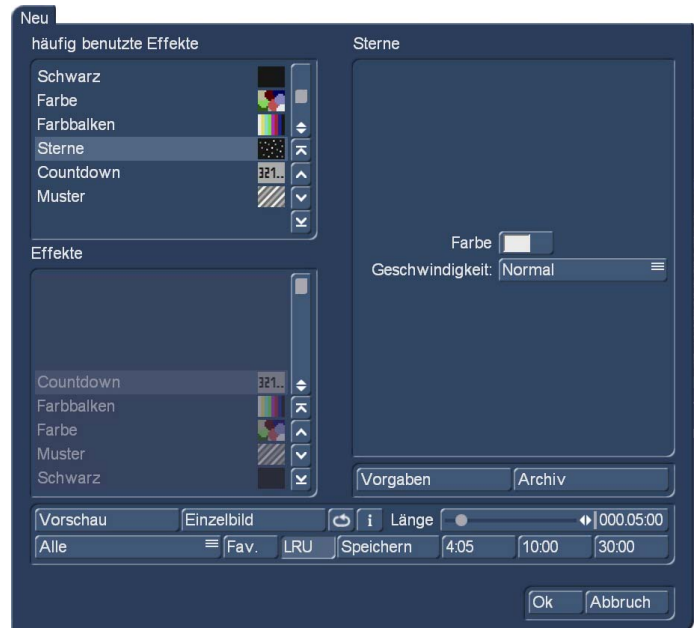 Neu
häufig benutzte Effekte
Schwarz
Farbe
Farbbalken
Sterne
Countdown 321..
Muster
Effekte
Countdown 321..
Farbbalken
Farbe
Muster
Schwarz
Sterne
Farbe
Geschwindigkeit: Normal
Vorgaben Archiv
Vorschau Einzelbild i Länge 000.05:00
Alle Fav. LRU Speichern 4:05 10:00 30:00
Ok Abbruch